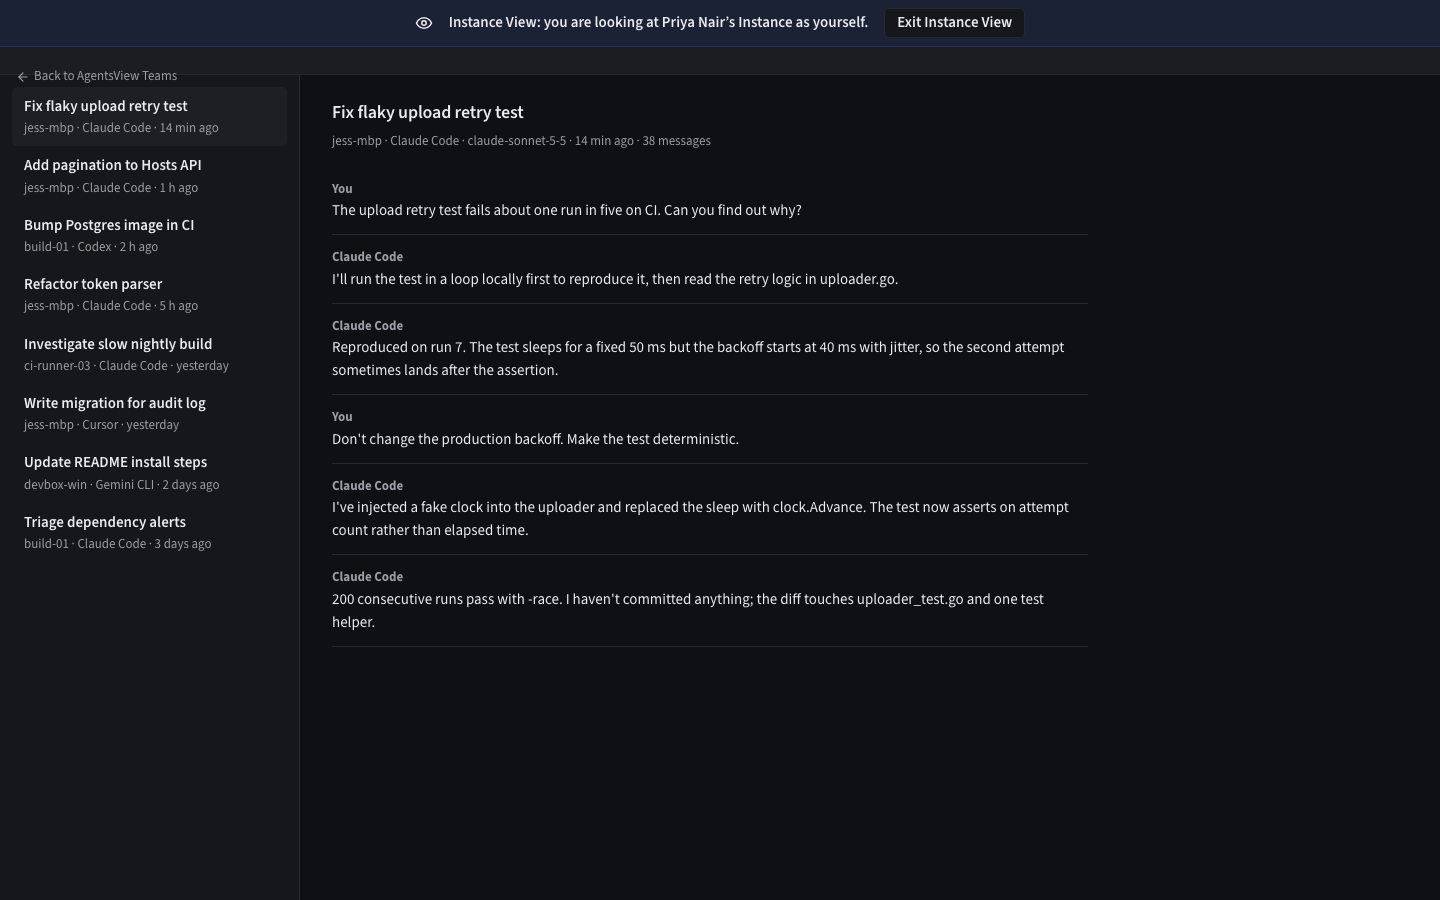 Instance View: you are looking at Priya Nair’s Instance as yourself.
Exit Instance View
Back to AgentsView Teams
Fix flaky upload retry test
jess-mbp · Claude Code · 14 min ago
Add pagination to Hosts API
jess-mbp · Claude Code · 1 h ago
Bump Postgres image in CI
build-01 · Codex · 2 h ago
Refactor token parser
jess-mbp · Claude Code · 5 h ago
Investigate slow nightly build
ci-runner-03 · Claude Code · yesterday
Write migration for audit log
jess-mbp · Cursor · yesterday
Update README install steps
devbox-win · Gemini CLI · 2 days ago
Triage dependency alerts
build-01 · Claude Code · 3 days ago
Fix flaky upload retry test
jess-mbp · Claude Code · claude-sonnet-5-5 · 14 min ago · 38 messages
You
The upload retry test fails about one run in five on CI. Can you find out why?
Claude Code
I'll run the test in a loop locally first to reproduce it, then read the retry logic in uploader.go.
Claude Code
Reproduced on run 7. The test sleeps for a fixed 50 ms but the backoff starts at 40 ms with jitter, so the second attempt
sometimes lands after the assertion.
You
Don't change the production backoff. Make the test deterministic.
Claude Code
I've injected a fake clock into the uploader and replaced the sleep with clock.Advance. The test now asserts on attempt
count rather than elapsed time.
Claude Code
200 consecutive runs pass with -race. I haven't committed anything; the diff touches uploader_test.go and one test
helper.